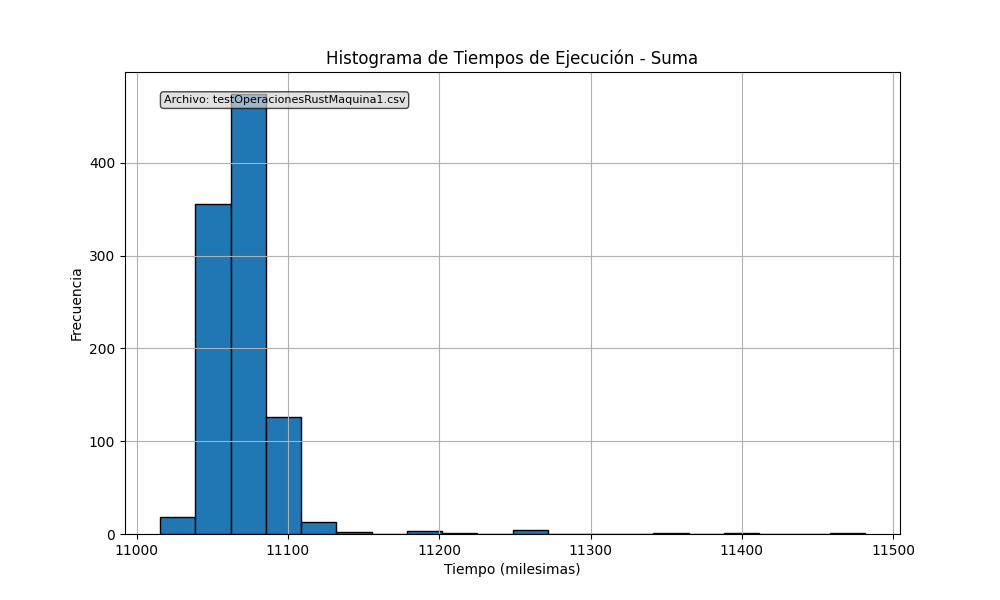 Histograma de Tiempos de Ejecución - Suma
Archivo: testOperacionesRustMaquina1.csv
Frecuencia
400
300
200
100
0
11000 11100 11200 11300 11400 11500
Tiempo (milesimas)